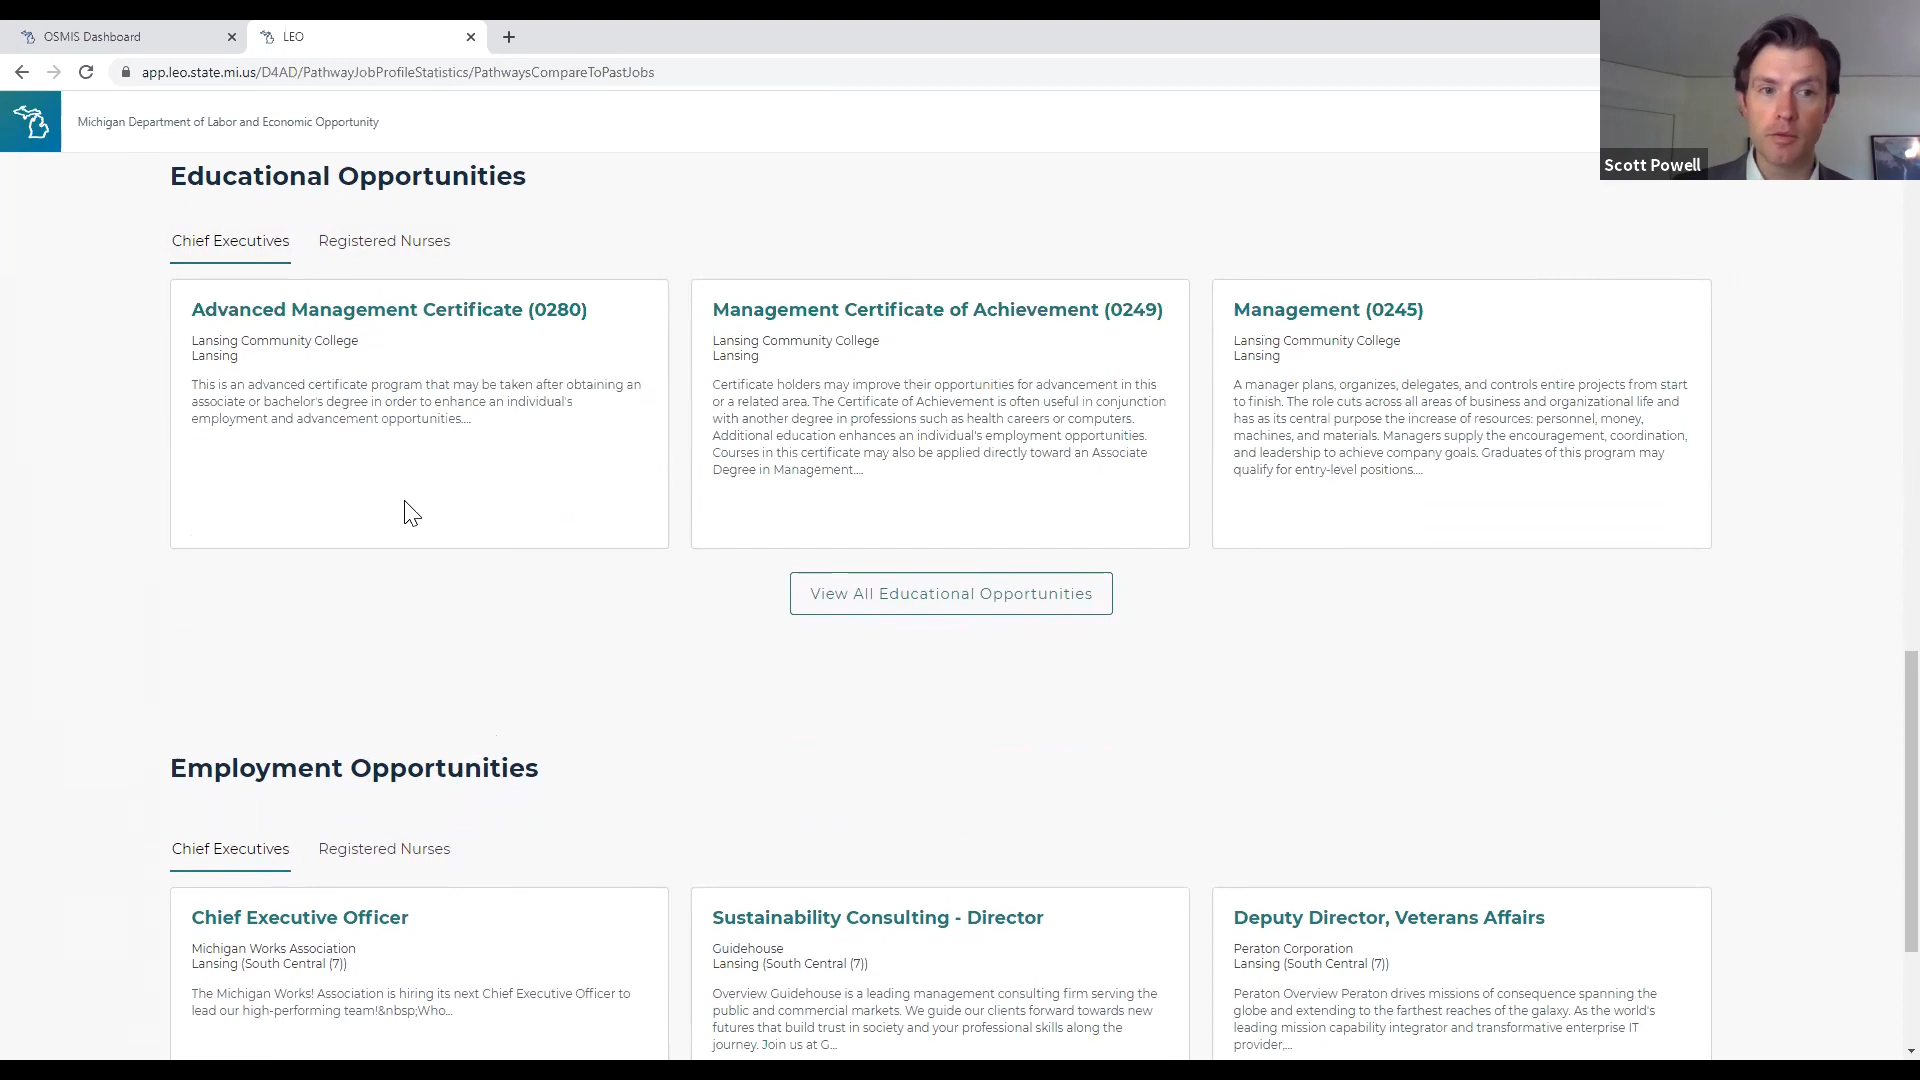 OSMIS Dashboard
LEO
app.leo.state.mi.us/D4AD/PathwayJobProfileStatistics/PathwaysCompareToPastJobs
Michigan Department of Labor and Economic Opportunity
Scott Powell
Educational Opportunities
Chief Executives Registered Nurses
Advanced Management Certificate (0280)
Lansing Community College
Lansing
This is an advanced certificate program that may be taken after obtaining an
associate or bachelor's degree in order to enhance an individual's
employment and advancement opportunities....
Management Certificate of Achievement (0249)
Lansing Community College
Lansing
Certificate holders may improve their opportunities for advancement in this
or a related area. The Certificate of Achievement is often useful in conjunction
with another degree in professions such as health careers or computers.
Additional education enhances an individual's employment opportunities.
Courses in this certificate may also be applied directly toward an Associate
Degree in Management....
Management (0245)
Lansing Community College
Lansing
A manager plans, organizes, delegates, and controls entire projects from start
to finish. The role cuts across all areas of business and organizational life and
has as its central purpose the increase of resources: personnel, money,
machines, and materials. Managers supply the encouragement, coordination,
and leadership to achieve company goals. Graduates of this program may
qualify for entry-level positions....
View All Educational Opportunities
Employment Opportunities
Chief Executives Registered Nurses
Chief Executive Officer
Michigan Works Association
Lansing (South Central (7))
The Michigan Works! Association is hiring its next Chief Executive Officer to
lead our high-performing team!&nbsp;Who...
Sustainability Consulting - Director
Guidehouse
Lansing (South Central (7))
Overview Guidehouse is a leading management consulting firm serving the
public and commercial markets. We guide our clients forward towards new
futures that build trust in society and your professional skills along the
journey. Join us at G...
Deputy Director, Veterans Affairs
Peraton Corporation
Lansing (South Central (7))
Peraton Overview Peraton drives missions of consequence spanning the
globe and extending to the farthest reaches of the galaxy. As the world's
leading mission capability integrator and transformative enterprise IT
provider,...